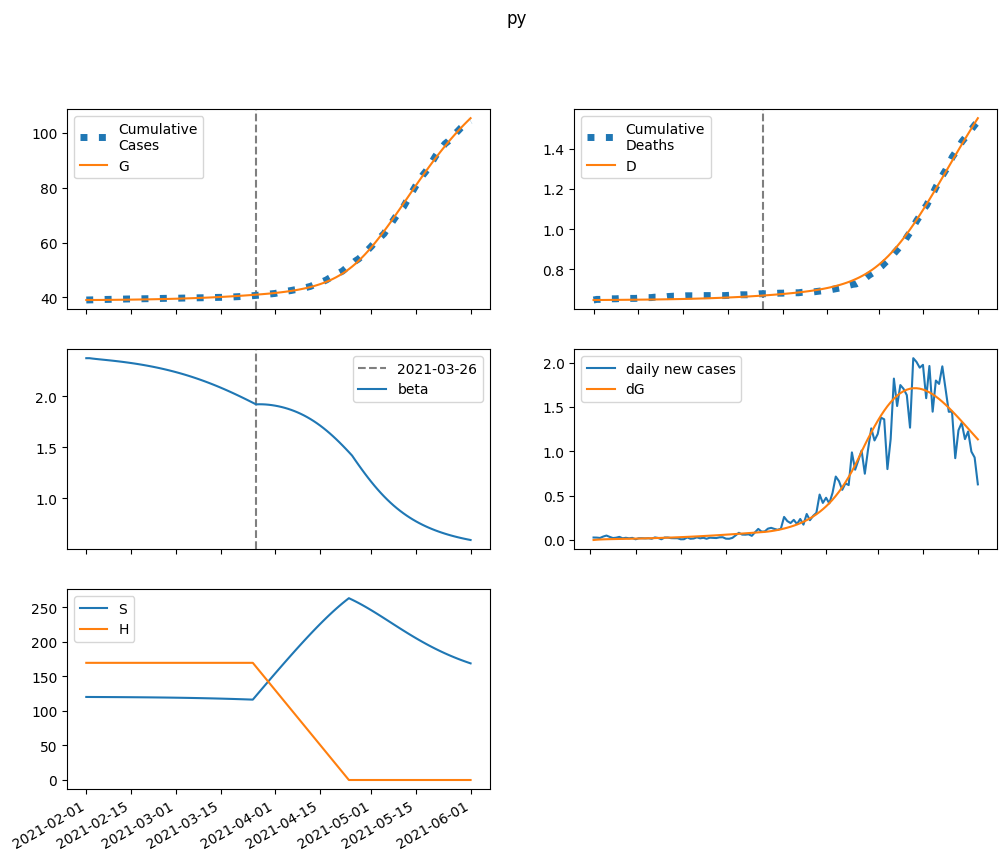 py
Cumulative
Cases
G
100
80
60
40
Cumulative
Deaths
D
1.4
1.2
1.0
0.8
2021-03-26
beta
2.0
1.5
1.0
daily new cases
dG
2.0
1.5
1.0
0.5
0.0
S
H
250
200
150
100
50
0
2021-02-01
2021-02-15
2021-03-01
2021-03-15
2021-04-01
2021-04-15
2021-05-01
2021-05-15
2021-06-01